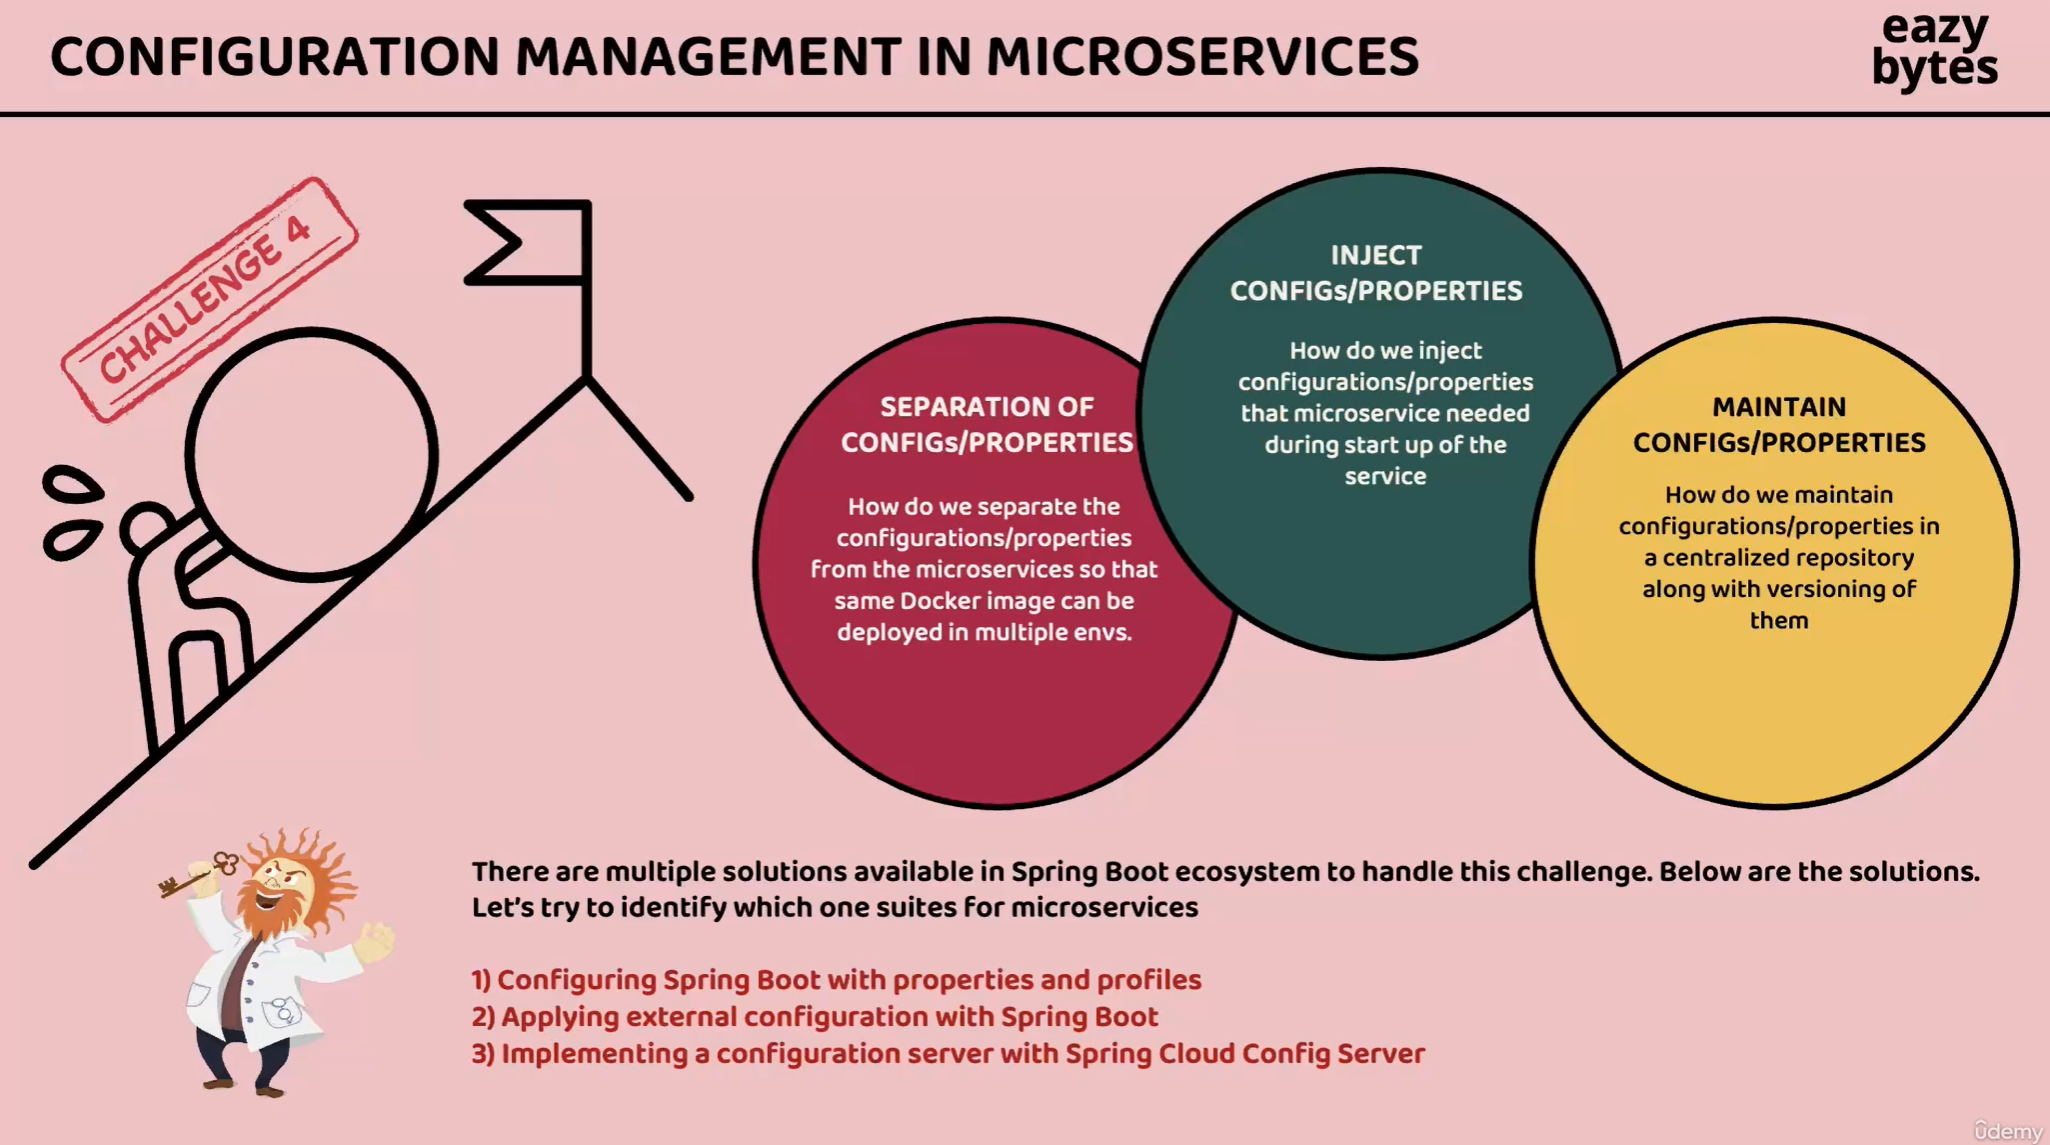 CONFIGURATION MANAGEMENT IN MICROSERVICES
eazy
bytes
CHALLENGE 4
SEPARATION OF
CONFIGs/PROPERTIES
How do we separate the
configurations/properties
from the microservices so that
same Docker image can be
deployed in multiple envs.
INJECT
CONFIGs/PROPERTIES
How do we inject
configurations/properties
that microservice needed
during start up of the
service
MAINTAIN
CONFIGs/PROPERTIES
How do we maintain
configurations/properties in
a centralized repository
along with versioning of
them
There are multiple solutions available in Spring Boot ecosystem to handle this challenge. Below are the solutions.
Let's try to identify which one suites for microservices
1) Configuring Spring Boot with properties and profiles
2) Applying external configuration with Spring Boot
3) Implementing a configuration server with Spring Cloud Config Server
ûdemy